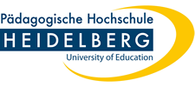 Pädagogische Hochschule
HEIDELBERG
University of Education